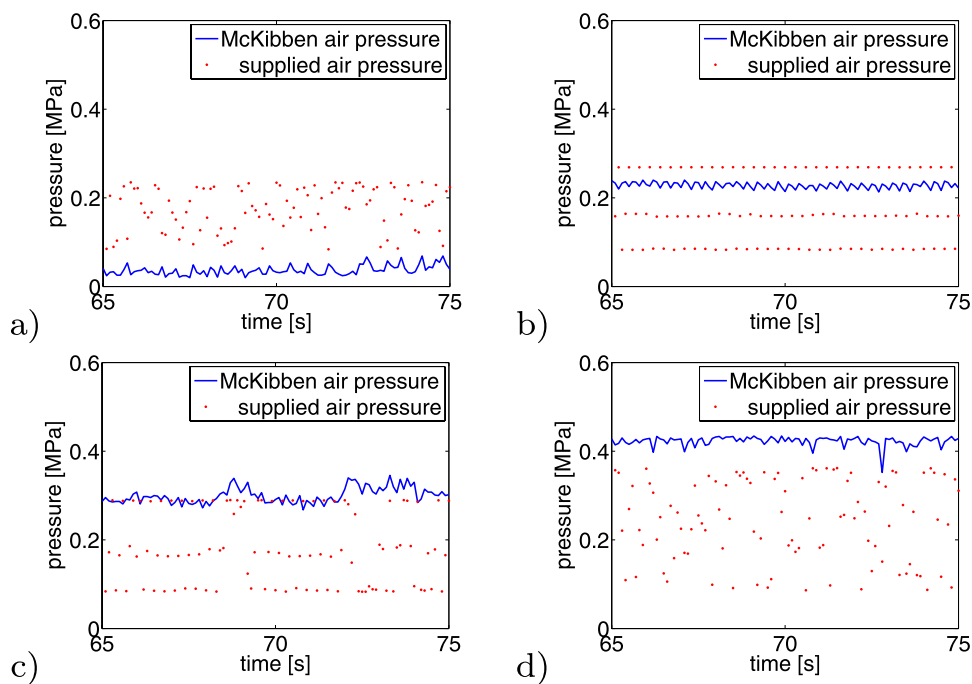 0.6
McKibben air pressure
supplied air pressure
0.4
0.2
0
pressure [MPa]
65
70
75
time [s]
a)
0.6
McKibben air pressure
supplied air pressure
0.4
0.2
0
pressure [MPa]
65
70
75
time [s]
b)
0.6
McKibben air pressure
supplied air pressure
0.4
0.2
0
pressure [MPa]
65
70
75
time [s]
c)
0.6
McKibben air pressure
supplied air pressure
0.4
0.2
0
pressure [MPa]
65
70
75
time [s]
d)